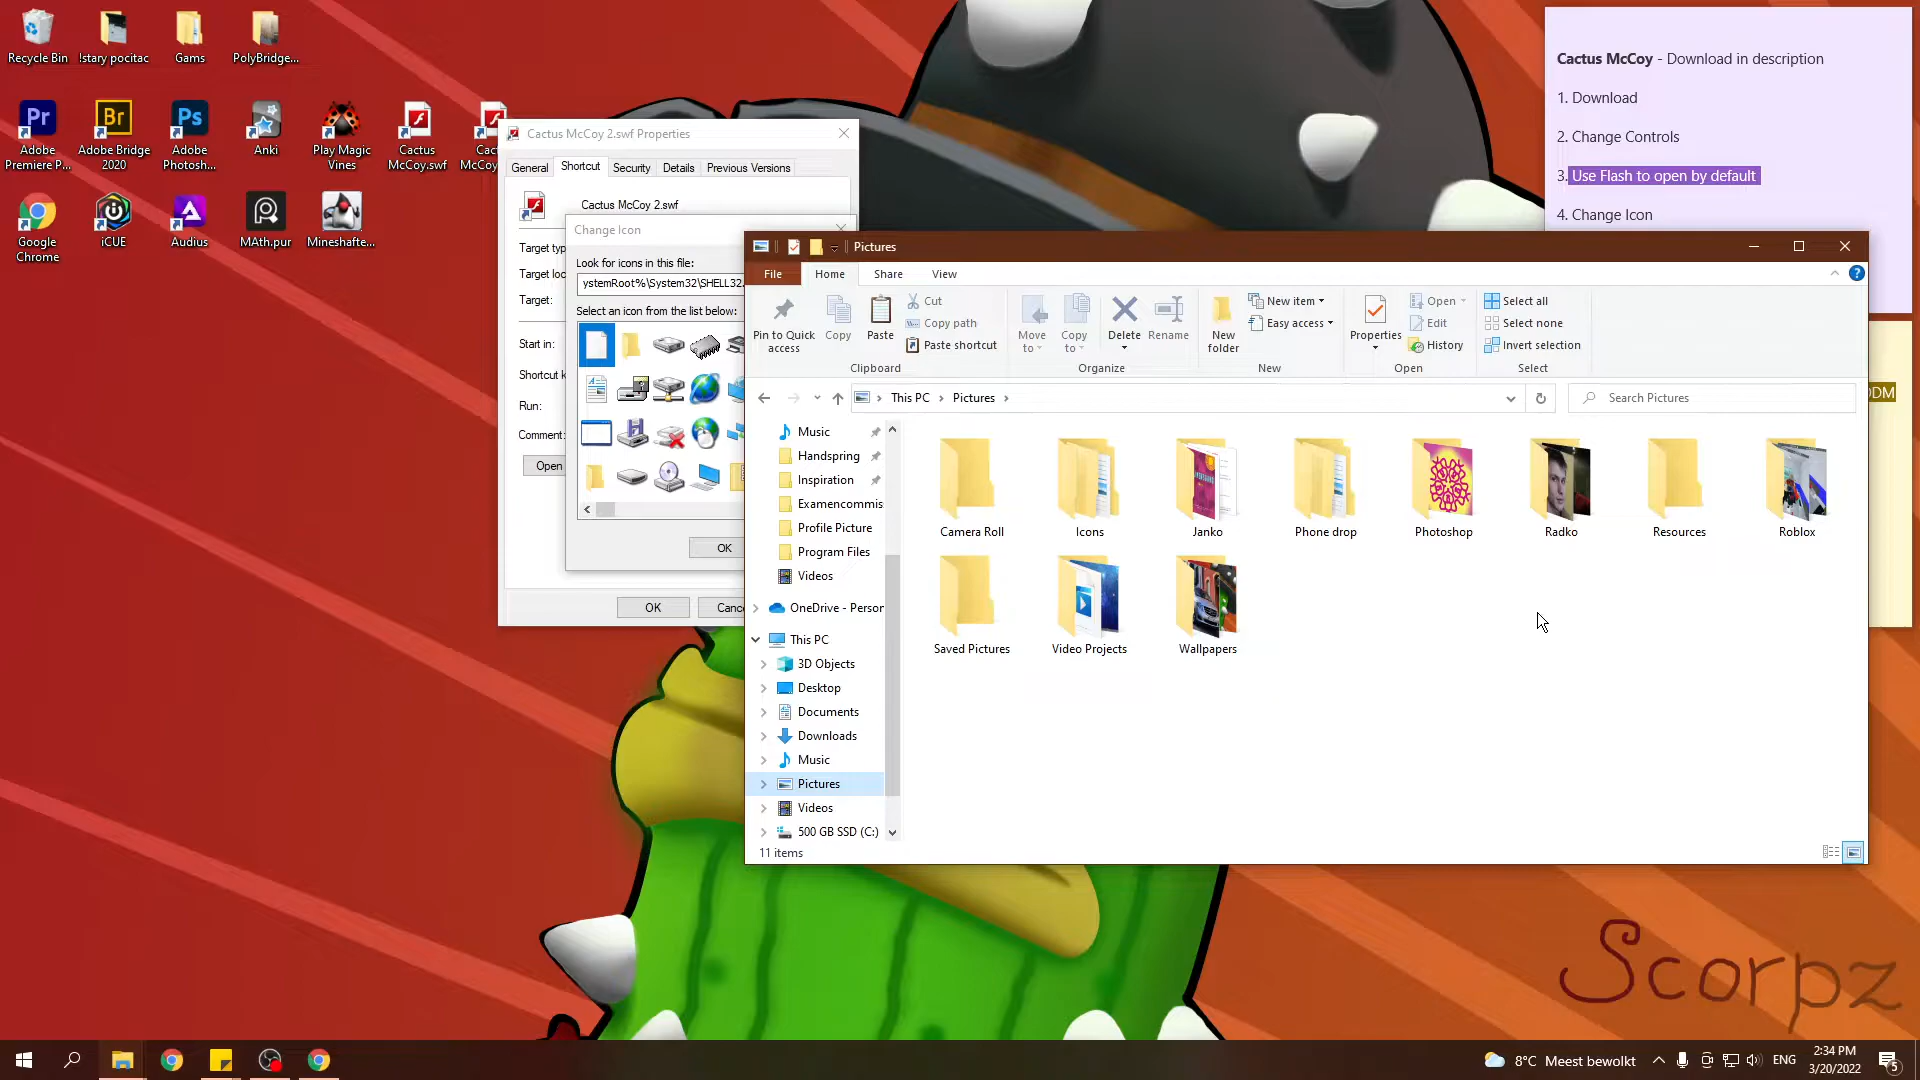 Recycle Bin
!stary pocitac
Gams
PolyBridge...
Adobe
Premiere P...
Adobe Bridge
2020
Adobe
Photosh...
Anki
Play Magic
Vines
Cactus
McCoy.swf
Google
Chrome
iCUE
Audius
MAth.pur
Mineshafte...
Cactus McCoy 2.swf Properties
General
Shortcut
Security
Details
Previous Versions
Cactus McCoy 2.swf
Start in:
Run:
Comment:
Open
OK
Change Icon
Look for icons in this file:
ystemRoot%\System32\SHELL32.
Select an icon from the list below:
OK
Cactus McCoy - Download in description
1. Download
2. Change Controls
3. Use Flash to open by default
4. Change Icon
Pictures
File
Home
Share
View
Pin to Quick
access
Copy
Paste
Cut
Copy path
Paste shortcut
Clipboard
Move
to
Copy
to
Delete
Rename
Organize
New
folder
New item
Easy access
New
Properties
Open
Edit
History
Open
Select all
Select none
Invert selection
Select
This PC
Pictures
Search Pictures
Music
Handspring
Inspiration
Examencommis
Profile Picture
Program Files
Videos
OneDrive - Person
This PC
3D Objects
Desktop
Documents
Downloads
Music
Pictures
Videos
500 GB SSD (C:)
Camera Roll
Icons
Janko
Phone drop
Photoshop
Radko
Resources
Roblox
Saved Pictures
Video Projects
Wallpapers
11 items
Scorpz
8°C Meest bewolkt
ENG
2:34 PM
3/20/2022
5